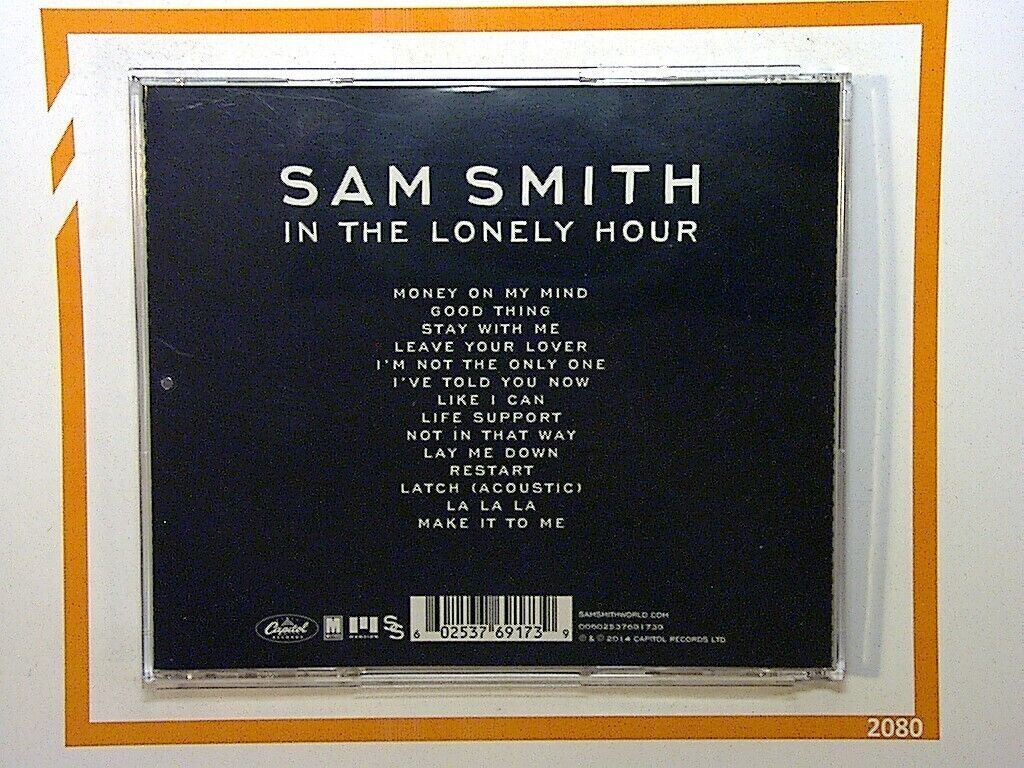 SAM SMITH
IN THE LONELY HOUR
MONEY ON MY MIND
GOOD THING
STAY WITH ME
LEAVE YOUR LOVER
I'M NOT THE ONLY ONE
I'VE TOLD YOU NOW
LIKE I CAN
LIFE SUPPORT
NOT IN THAT WAY
LAY ME DOWN
RESTART
LATCH (ACOUSTIC)
LA LA LA
MAKE IT TO ME
Capitol
RECORDS
6 02537 69173 9
SAMSMITHWORLD.COM
00602537691739
℗ & © 2014 CAPITOL RECORDS LTD
2080